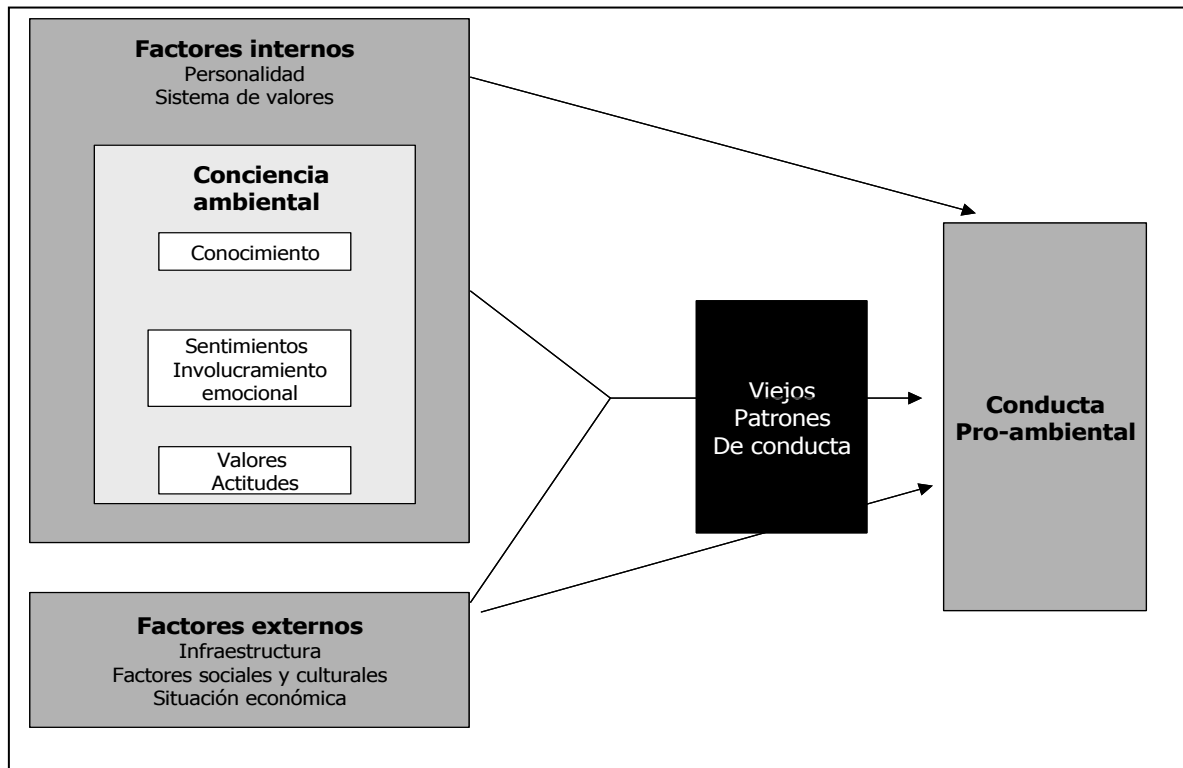 Factores internos
Personalidad
Sistema de valores
Conciencia
ambiental
Conocimiento
Sentimientos
Involucramiento
emocional
Valores
Actitudes
Viejos
Patrones
De conducta
Conducta
Pro-ambiental
Factores externos
Infraestructura
Factores sociales y culturales
Situación económica